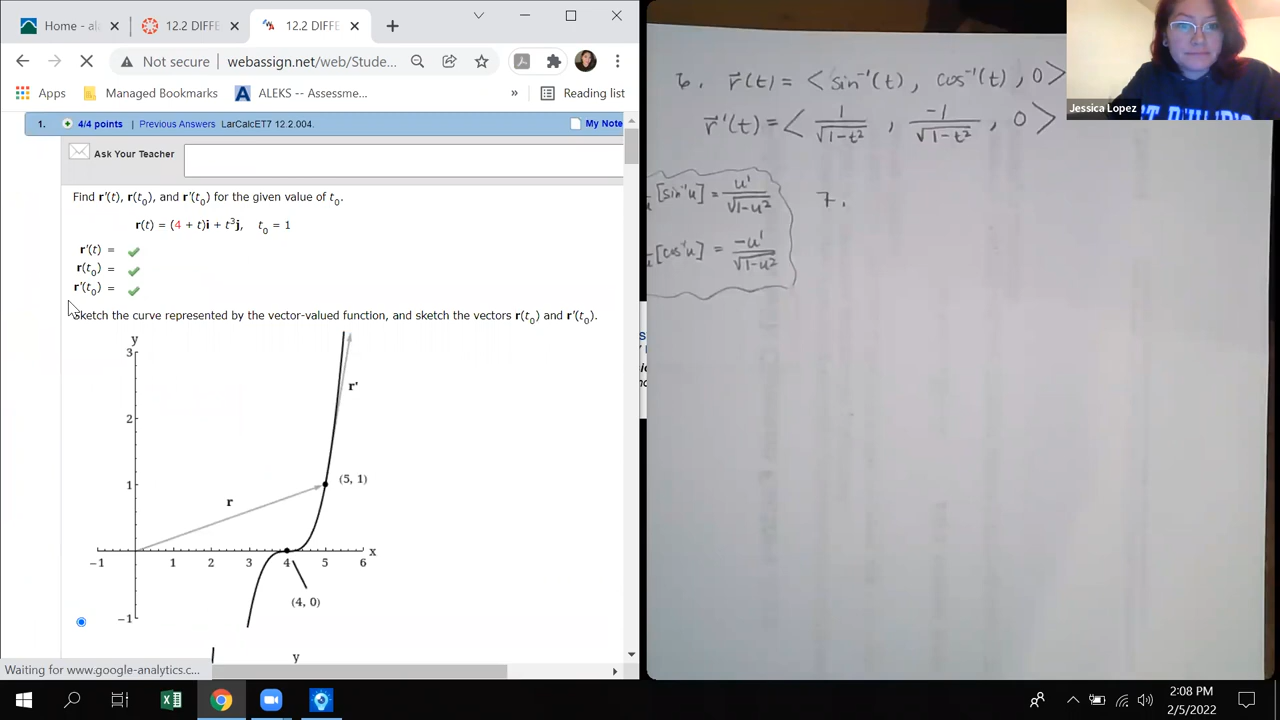 Home - ala
12.2 DIFFE
12.2 DIFFE
Not secure
webassign.net/web/Stude...
Apps
Managed Bookmarks
ALEKS -- Assessme...
»
Reading list
1.
4/4 points
Previous Answers
LarCalcET7 12.2.004.
My Note
Ask Your Teacher
Find r'(t), r(t₀), and r'(t₀) for the given value of t₀.
r(t) = (4 + t)i + t³j, t₀ = 1
r'(t) =
r(t₀) =
r'(t₀) =
Sketch the curve represented by the vector-valued function, and sketch the vectors r(t₀) and r'(t₀).
y
3
r'
2
1
(5, 1)
r
−1 1 2 3 4 5 6 x
(4, 0)
−1
y
Waiting for www.google-analytics.c...
6. r⃗(t) = < sin⁻¹(t), cos⁻¹(t), 0 >
r⃗'(t) = < 1/√(1-t²), -1/√(1-t²), 0 >
[sin⁻¹u] = u'/√(1-u²)
7.
[cos⁻¹u] = -u'/√(1-u²)
Jessica Lopez
2:08 PM
2/5/2022